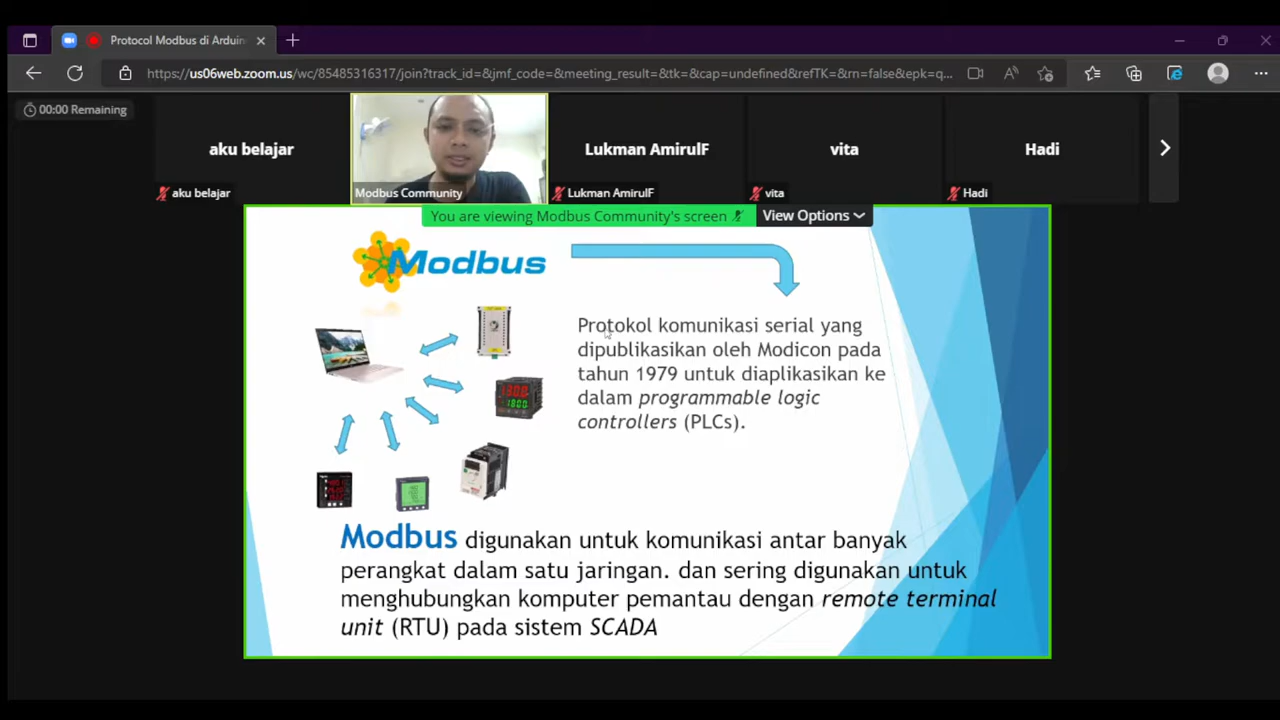 Protocol Modbus di Arduin
https://us06web.zoom.us/wc/85485316317/join?track_id=&jmf_code=&meeting_result=&tk=&cap=undefined&refTK=&rn=false&epk=q...
00:00 Remaining
aku belajar
Lukman AmirulF
vita
Hadi
aku belajar
Modbus Community
Lukman AmirulF
vita
Hadi
You are viewing Modbus Community's screen
View Options
Modbus
Protokol komunikasi serial yang
dipublikasikan oleh Modicon pada
tahun 1979 untuk diaplikasikan ke
dalam programmable logic
controllers (PLCs).
Modbus digunakan untuk komunikasi antar banyak
perangkat dalam satu jaringan. dan sering digunakan untuk
menghubungkan komputer pemantau dengan remote terminal
unit (RTU) pada sistem SCADA